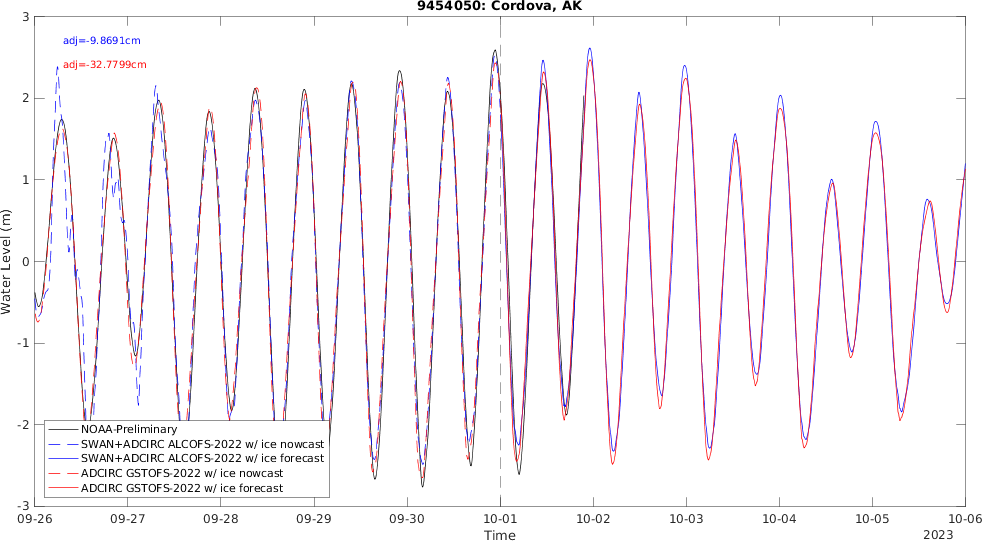 9454050: Cordova, AK
adj=-9.8691cm
adj=-32.7799cm
3
2
1
0
-1
-2
-3
Water Level (m)
NOAA-Preliminary
SWAN+ADCIRC ALCOFS-2022 w/ ice nowcast
SWAN+ADCIRC ALCOFS-2022 w/ ice forecast
ADCIRC GSTOFS-2022 w/ ice nowcast
ADCIRC GSTOFS-2022 w/ ice forecast
09-26 09-27 09-28 09-29 09-30 10-01 10-02 10-03 10-04 10-05 10-06
Time
2023